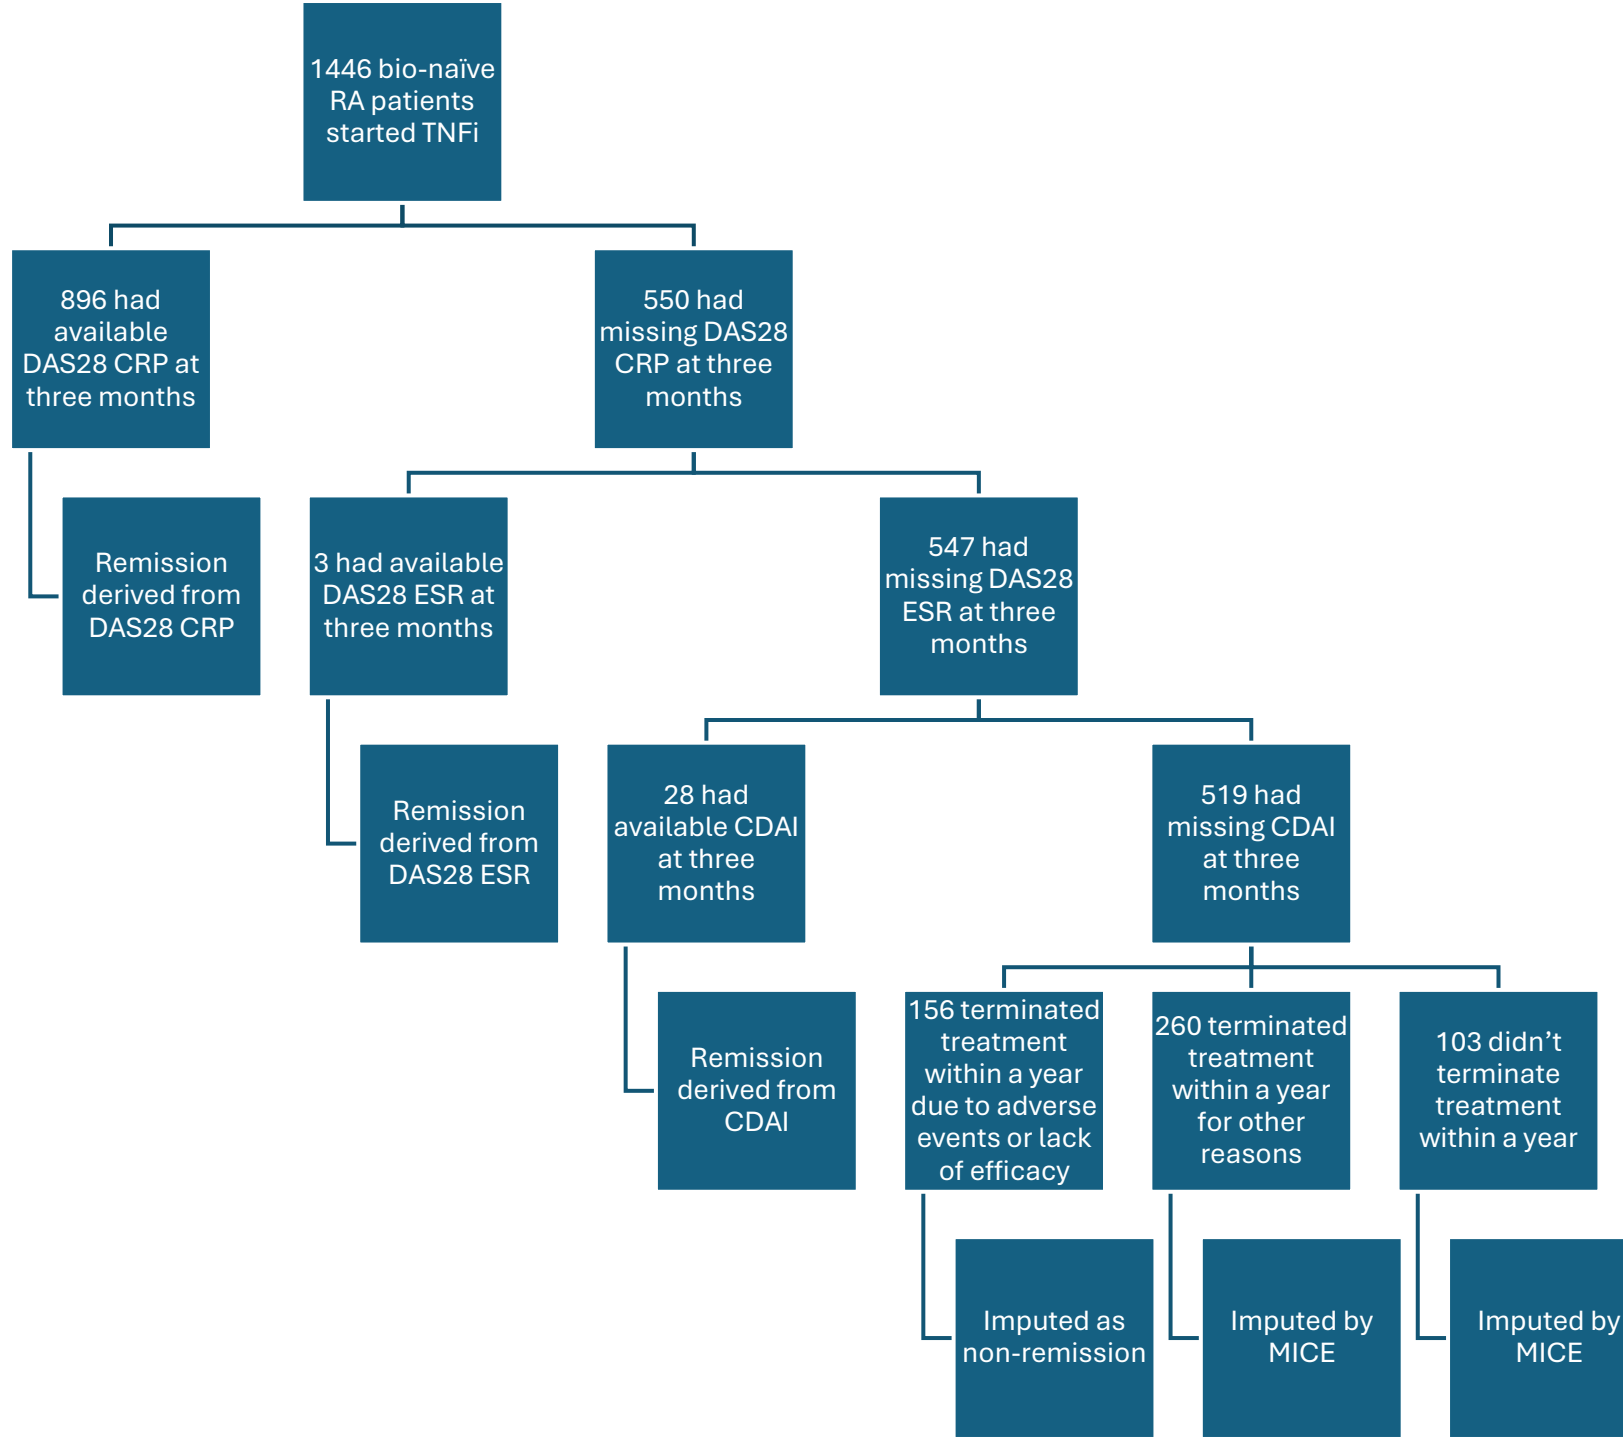 1446 bio-naïve
RA patients
started TNFi
896 had
available
DAS28 CRP at
three months
550 had
missing DAS28
CRP at three
months
Remission
derived from
DAS28 CRP
3 had available
DAS28 ESR at
three months
547 had
missing DAS28
ESR at three
months
Remission
derived from
DAS28 ESR
28 had
available CDAI
at three
months
519 had
missing CDAI
at three
months
Remission
derived from
CDAI
156 terminated
treatment
within a year
due to adverse
events or lack
of efficacy
260 terminated
treatment
within a year
for other
reasons
103 didn’t
terminate
treatment
within a year
Imputed as
non-remission
Imputed by
MICE
Imputed by
MICE